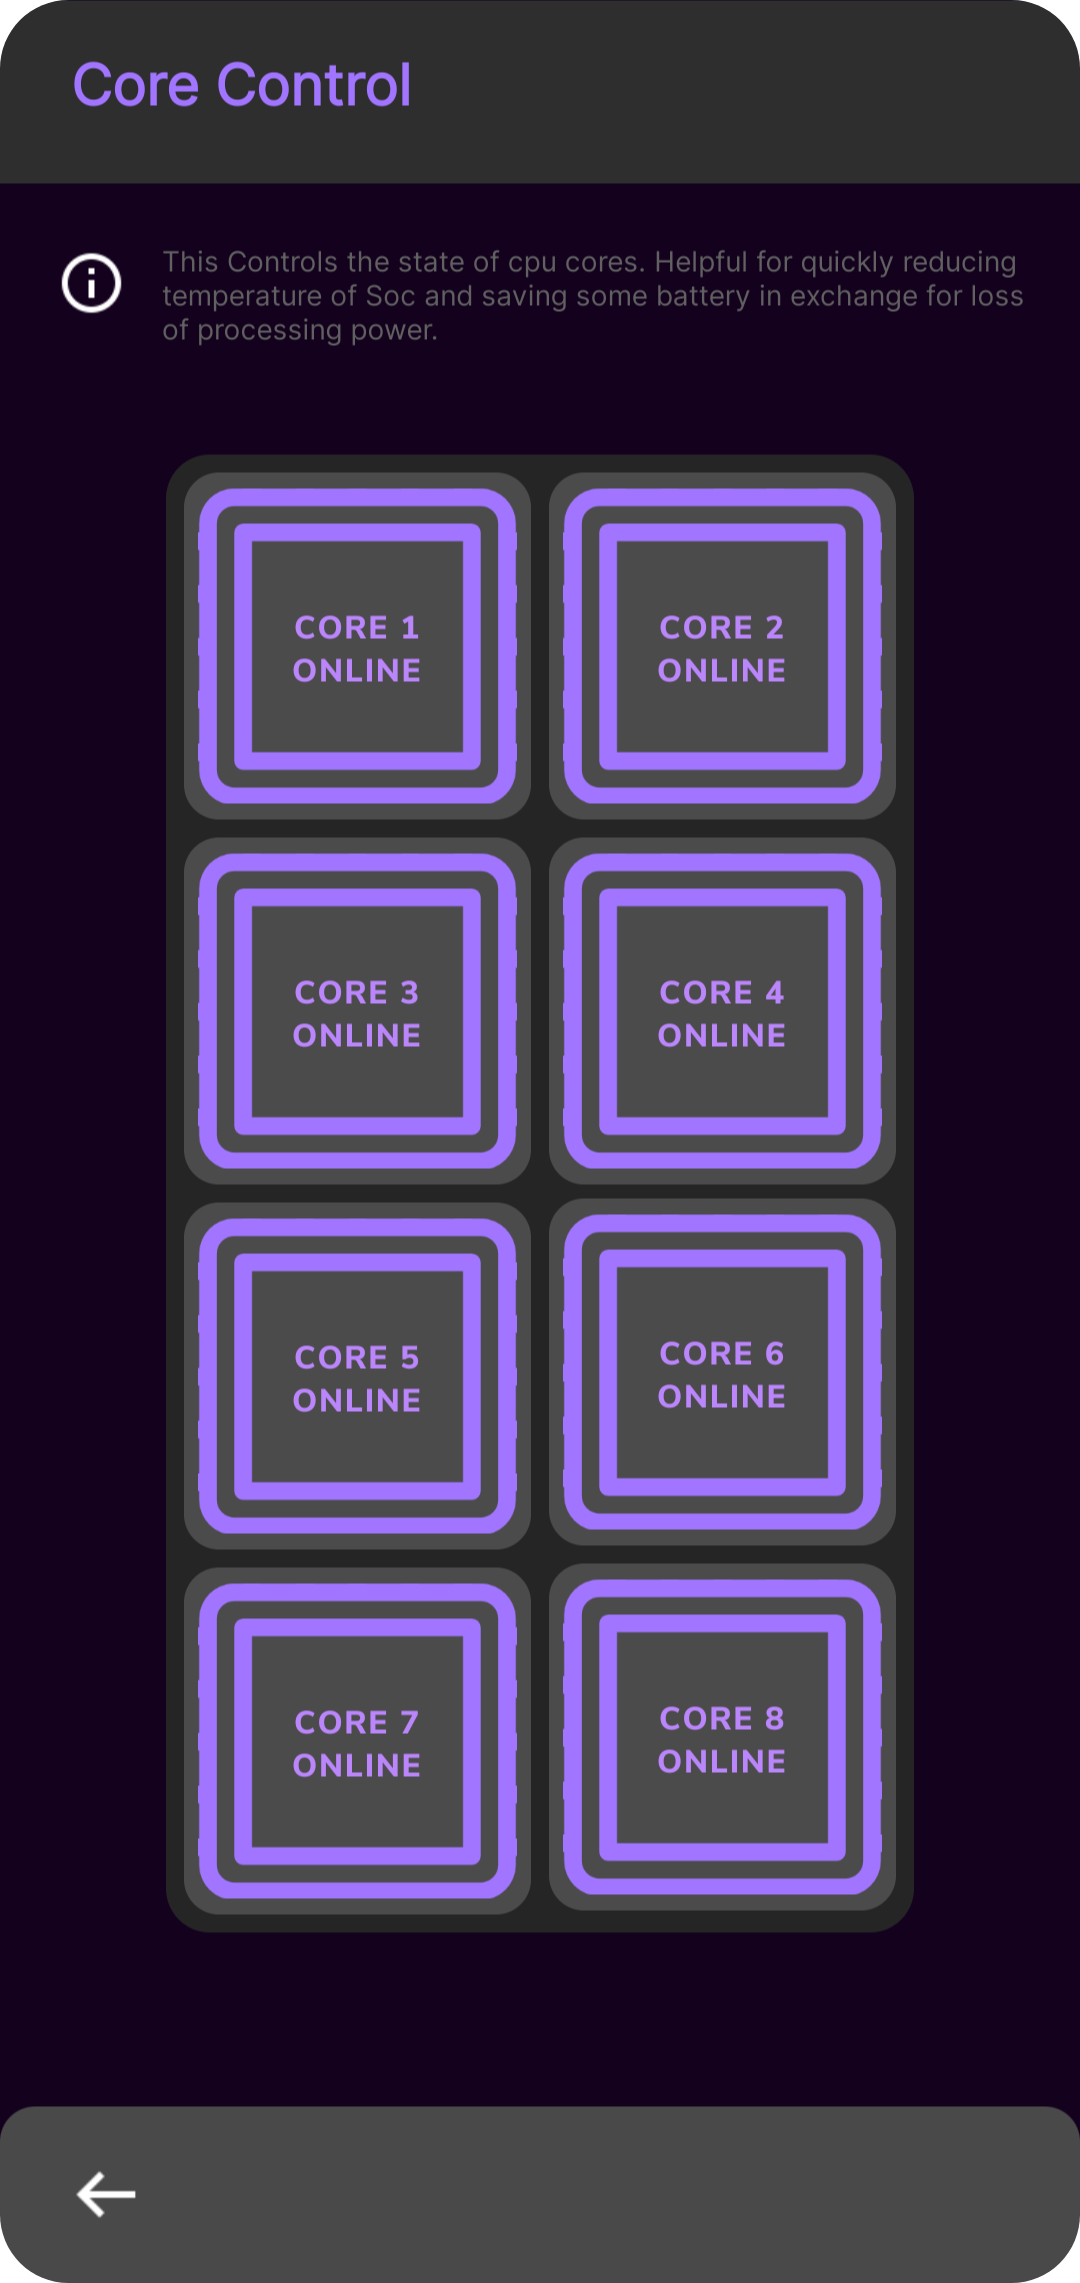 Core Control
This Controls the state of cpu cores. Helpful for quickly reducing
temperature of Soc and saving some battery in exchange for loss
of processing power.
CORE 1
ONLINE
CORE 2
ONLINE
CORE 3
ONLINE
CORE 4
ONLINE
CORE 5
ONLINE
CORE 6
ONLINE
CORE 7
ONLINE
CORE 8
ONLINE